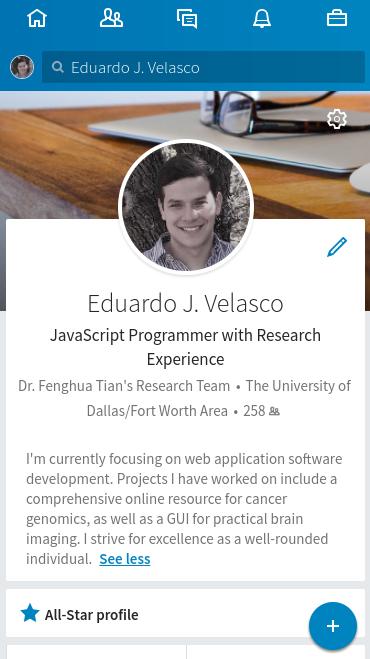 Eduardo J. Velasco
Eduardo J. Velasco
JavaScript Programmer with Research
Experience
Dr. Fenghua Tian's Research Team • The University of
Dallas/Fort Worth Area • 258
I'm currently focusing on web application software
development. Projects I have worked on include a
comprehensive online resource for cancer
genomics, as well as a GUI for practical brain
imaging. I strive for excellence as a well-rounded
individual. See less
All-Star profile